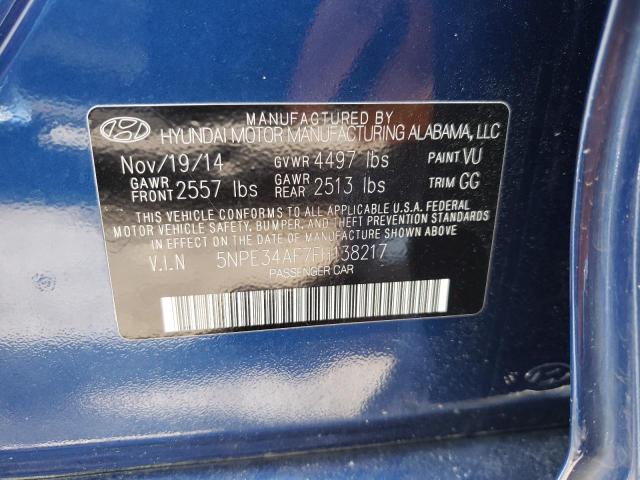 MANUFACTURED BY
HYUNDAI MOTOR MANUFACTURING ALABAMA, LLC
Nov/19/14 GVWR 4497 lbs PAINT VU
GAWR FRONT 2557 lbs GAWR REAR 2513 lbs TRIM GG
THIS VEHICLE CONFORMS TO ALL APPLICABLE U.S.A. FEDERAL
MOTOR VEHICLE SAFETY, BUMPER, AND THEFT PREVENTION STANDARDS
IN EFFECT ON THE DATE OF MANUFACTURE SHOWN ABOVE.
V.I.N 5NPE34AF7FH138217
PASSENGER CAR